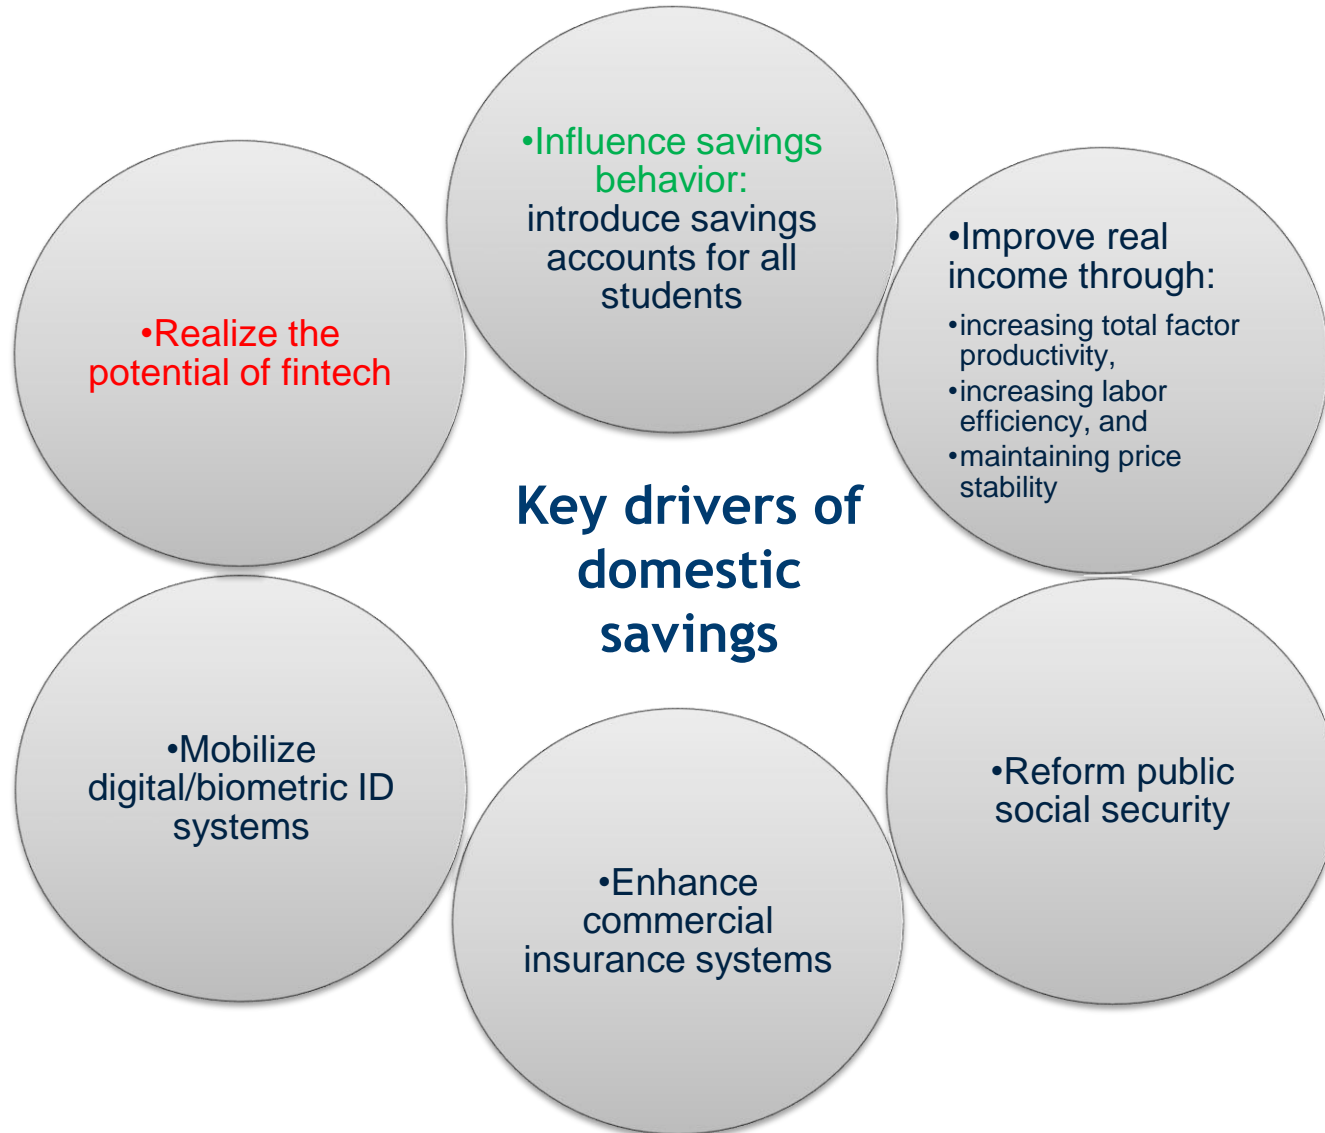 •Influence savings
behavior:
introduce savings
accounts for all
students
•Improve real
income through:
•increasing total factor
productivity,
•increasing labor
efficiency, and
•maintaining price
stability
•Reform public
social security
•Enhance
commercial
insurance systems
•Mobilize
digital/biometric ID
systems
•Realize the
potential of fintech
Key drivers of
domestic
savings